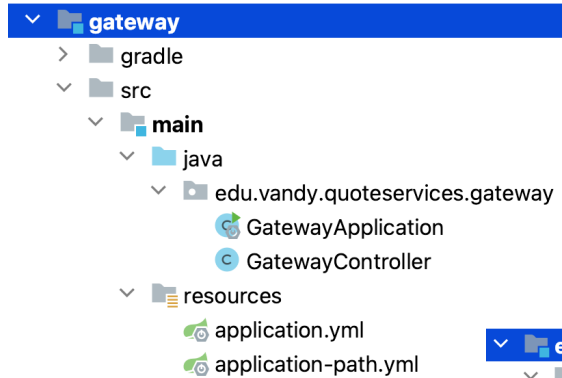 gateway
gradle
src
main
java
edu.vandy.quoteservices.gateway
C GatewayApplication
C GatewayController
resources
application.yml
application-path.yml
e